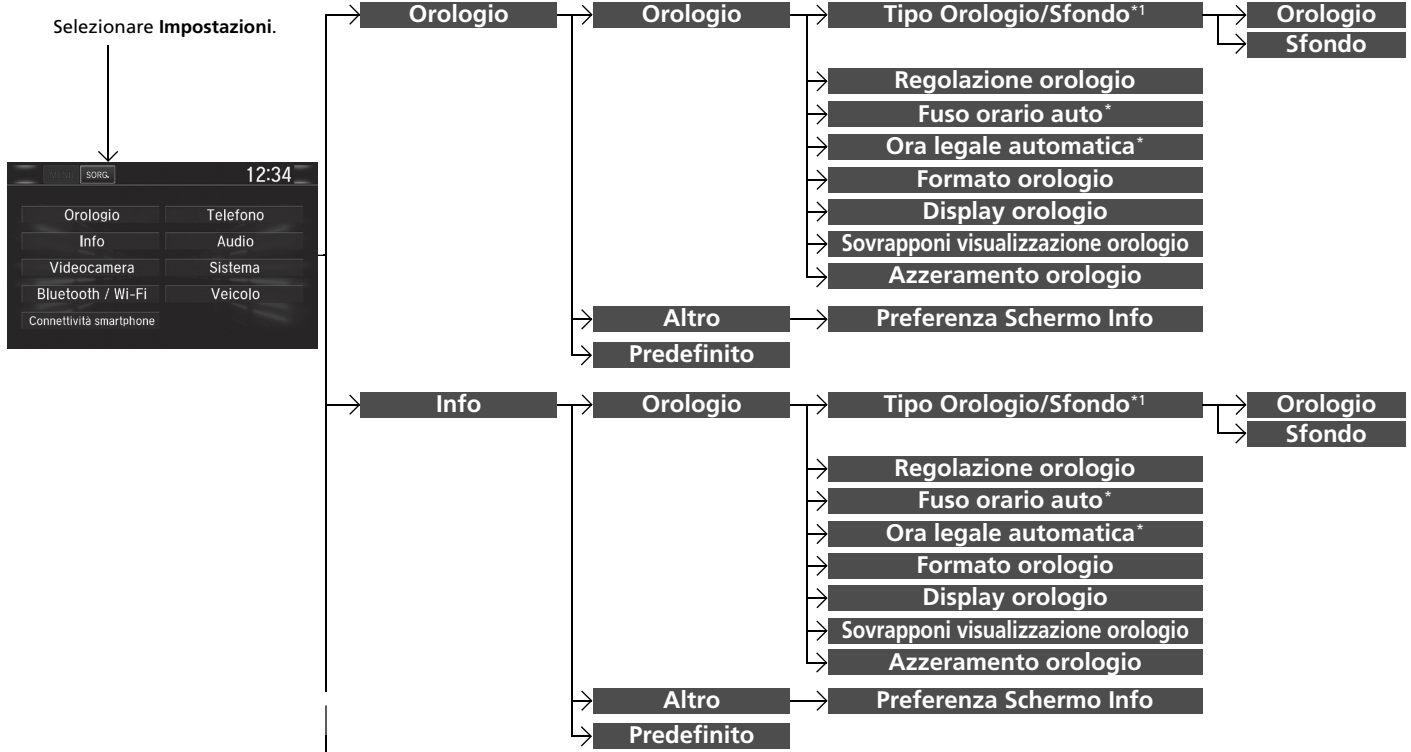 Selezionare Impostazioni.
MENU SORG. 12:34
Orologio Telefono
Info Audio
Videocamera Sistema
Bluetooth / Wi-Fi Veicolo
Connettività smartphone
Orologio Orologio Tipo Orologio/Sfondo*1 Orologio
Sfondo
Regolazione orologio
Fuso orario auto*
Ora legale automatica*
Formato orologio
Display orologio
Sovrapponi visualizzazione orologio
Azzeramento orologio
Altro Preferenza Schermo Info
Predefinito
Info Orologio Tipo Orologio/Sfondo*1 Orologio
Sfondo
Regolazione orologio
Fuso orario auto*
Ora legale automatica*
Formato orologio
Display orologio
Sovrapponi visualizzazione orologio
Azzeramento orologio
Altro Preferenza Schermo Info
Predefinito